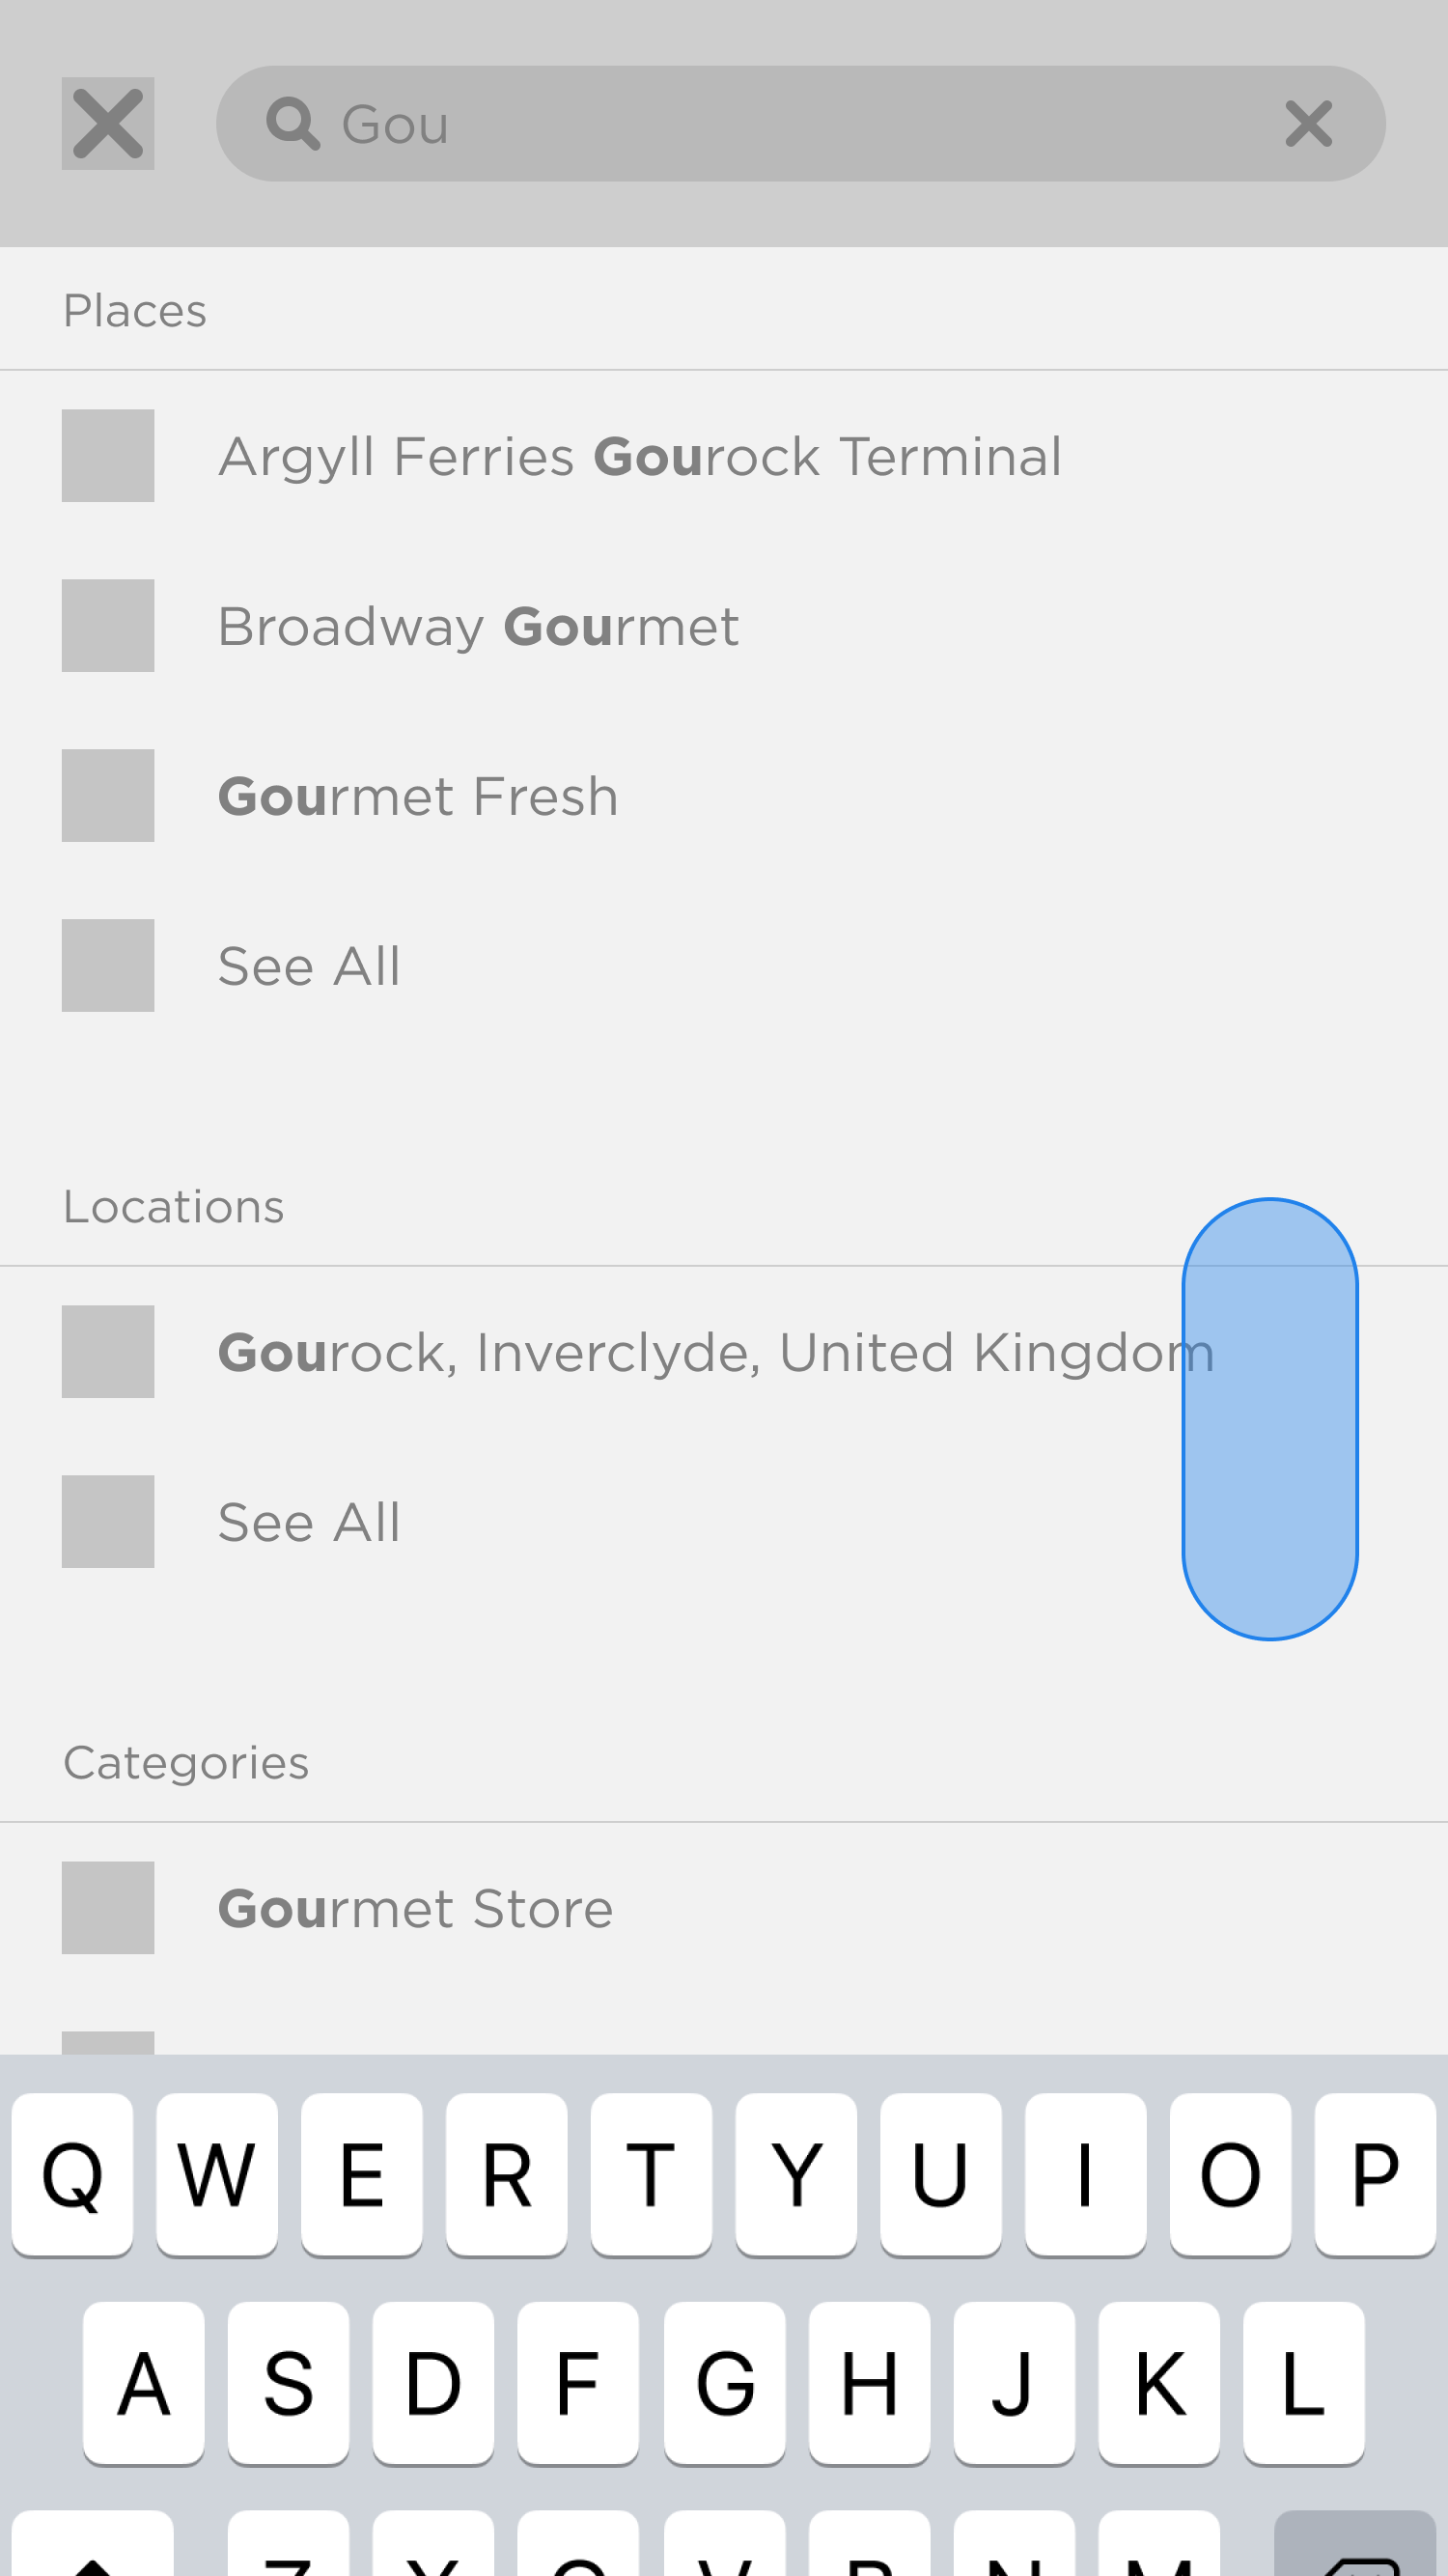 Gou
Places
Argyll Ferries Gourock Terminal
Broadway Gourmet
Gourmet Fresh
See All
Locations
Gourock, Inverclyde, United Kingdom
See All
Categories
Gourmet Store
Q W E R T Y U I O P
A S D F G H J K L
Z X C V B N M